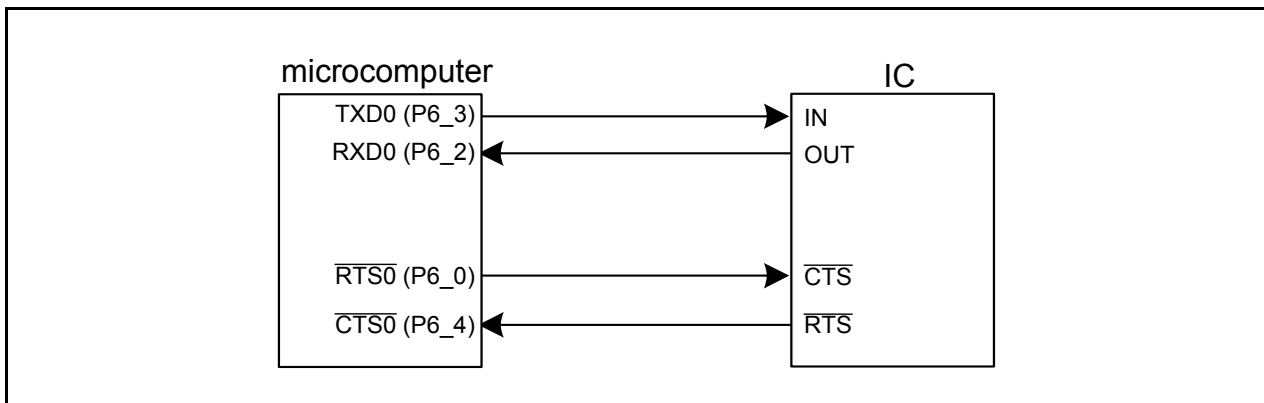 microcomputer
TXD0 (P6_3)
RXD0 (P6_2)
RTS0 (P6_0)
CTS0 (P6_4)
IC
IN
OUT
CTS
RTS